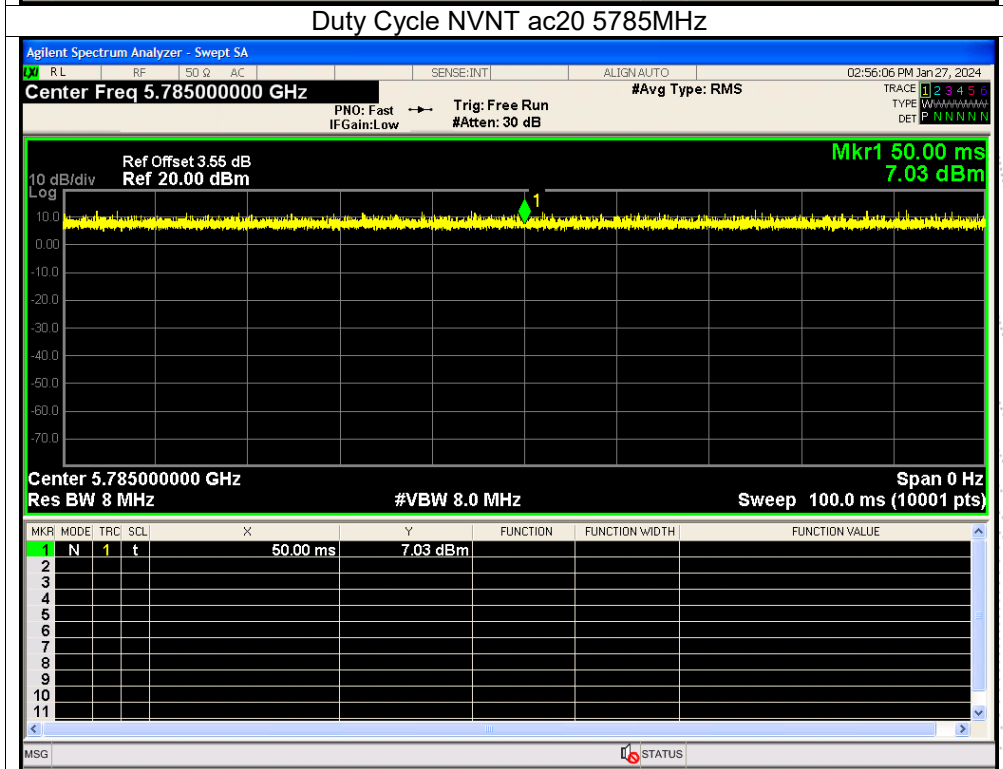 Duty Cycle NVNT ac20 5785MHz
Agilent Spectrum Analyzer - Swept SA
LXI RL RF 50 Ω AC SENSE:INT ALIGN AUTO 02:56:06 PM Jan 27, 2024
Center Freq 5.785000000 GHz #Avg Type: RMS TRACE 1 2 3 4 5 6
PNO: Fast Trig: Free Run TYPE WWWWWW
IFGain:Low #Atten: 30 dB DET P N N N N N
Mkr1 50.00 ms
Ref Offset 3.55 dB
10 dB/div Ref 20.00 dBm 7.03 dBm
Log
1
10.0
0.00
-10.0
-20.0
-30.0
-40.0
-50.0
-60.0
-70.0
Center 5.785000000 GHz Span 0 Hz
Res BW 8 MHz #VBW 8.0 MHz Sweep 100.0 ms (10001 pts)
MKR MODE TRC SCL X Y FUNCTION FUNCTION WIDTH FUNCTION VALUE
1 N 1 t 50.00 ms 7.03 dBm
2
3
4
5
6
7
8
9
10
11
MSG STATUS